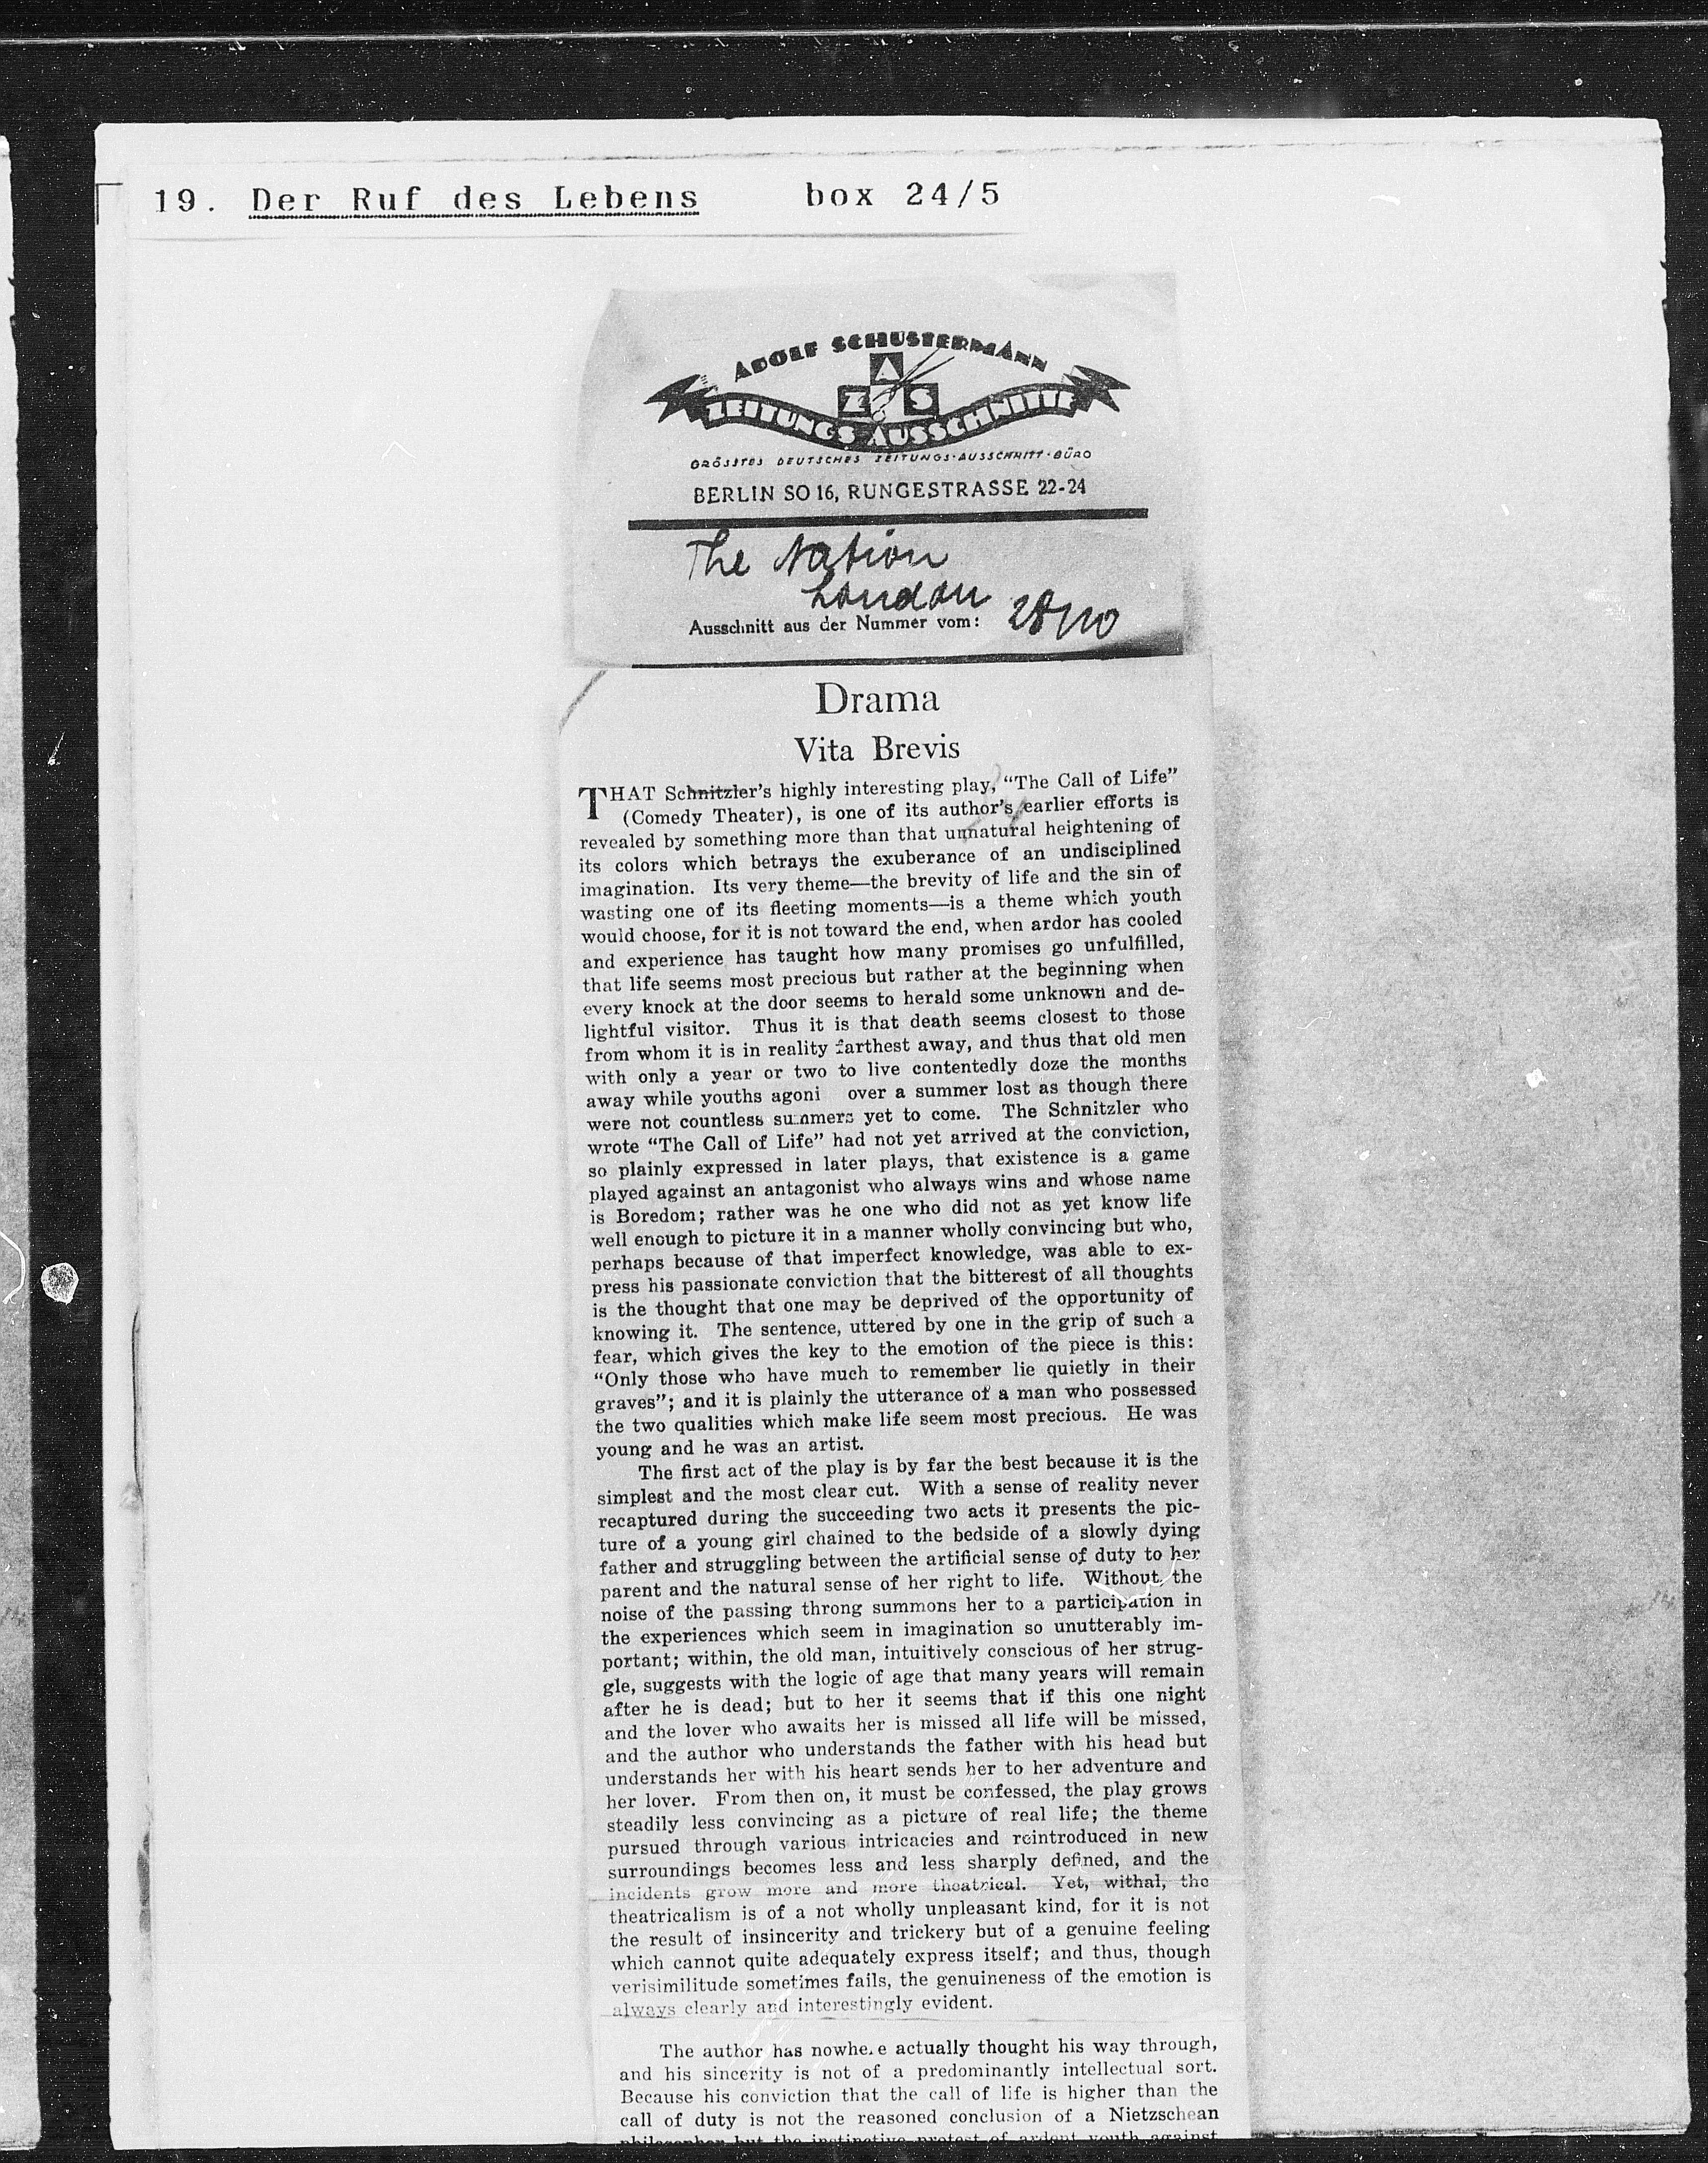 19. Der Ruf des Lebens box 24/5
ADOLF SCHUSTERMANN
A
Z S
ZEITUNGS AUSSCHNITTE
GRÖSSTES DEUTSCHES ZEITUNGS-AUSSCHNITT-BÜRO
BERLIN SO 16, RUNGESTRASSE 22-24
The Nation
London
Ausschnitt aus der Nummer vom: 28/10
Drama
Vita Brevis
THAT Schnitzler's highly interesting play, "The Call of Life"
(Comedy Theater), is one of its author's earlier efforts is
revealed by something more than that unnatural heightening of
its colors which betrays the exuberance of an undisciplined
imagination. Its very theme—the brevity of life and the sin of
wasting one of its fleeting moments—is a theme which youth
would choose, for it is not toward the end, when ardor has cooled
and experience has taught how many promises go unfulfilled,
that life seems most precious but rather at the beginning when
every knock at the door seems to herald some unknown and de-
lightful visitor. Thus it is that death seems closest to those
from whom it is in reality farthest away, and thus that old men
with only a year or two to live contentedly doze the months
away while youths agoni over a summer lost as though there
were not countless summers yet to come. The Schnitzler who
wrote "The Call of Life" had not yet arrived at the conviction,
so plainly expressed in later plays, that existence is a game
played against an antagonist who always wins and whose name
is Boredom; rather was he one who did not as yet know life
well enough to picture it in a manner wholly convincing but who,
perhaps because of that imperfect knowledge, was able to ex-
press his passionate conviction that the bitterest of all thoughts
is the thought that one may be deprived of the opportunity of
knowing it. The sentence, uttered by one in the grip of such a
fear, which gives the key to the emotion of the piece is this:
"Only those who have much to remember lie quietly in their
graves"; and it is plainly the utterance of a man who possessed
the two qualities which make life seem most precious. He was
young and he was an artist.
The first act of the play is by far the best because it is the
simplest and the most clear cut. With a sense of reality never
recaptured during the succeeding two acts it presents the pic-
ture of a young girl chained to the bedside of a slowly dying
father and struggling between the artificial sense of duty to her
parent and the natural sense of her right to life. Without, the
noise of the passing throng summons her to a participation in
the experiences which seem in imagination so unutterably im-
portant; within, the old man, intuitively conscious of her strug-
gle, suggests with the logic of age that many years will remain
after he is dead; but to her it seems that if this one night
and the lover who awaits her is missed all life will be missed,
and the author who understands the father with his head but
understands her with his heart sends her to her adventure and
her lover. From then on, it must be confessed, the play grows
steadily less convincing as a picture of real life; the theme
pursued through various intricacies and reintroduced in new
surroundings becomes less and less sharply defined, and the
incidents grow more and more theatrical. Yet, withal, the
theatricalism is of a not wholly unpleasant kind, for it is not
the result of insincerity and trickery but of a genuine feeling
which cannot quite adequately express itself; and thus, though
verisimilitude sometimes fails, the genuineness of the emotion is
always clearly and interestingly evident.
The author has nowhere actually thought his way through,
and his sincerity is not of a predominantly intellectual sort.
Because his conviction that the call of life is higher than the
call of duty is not the reasoned conclusion of a Nietzschean
philosopher but the instinctive protest of ardent youth against